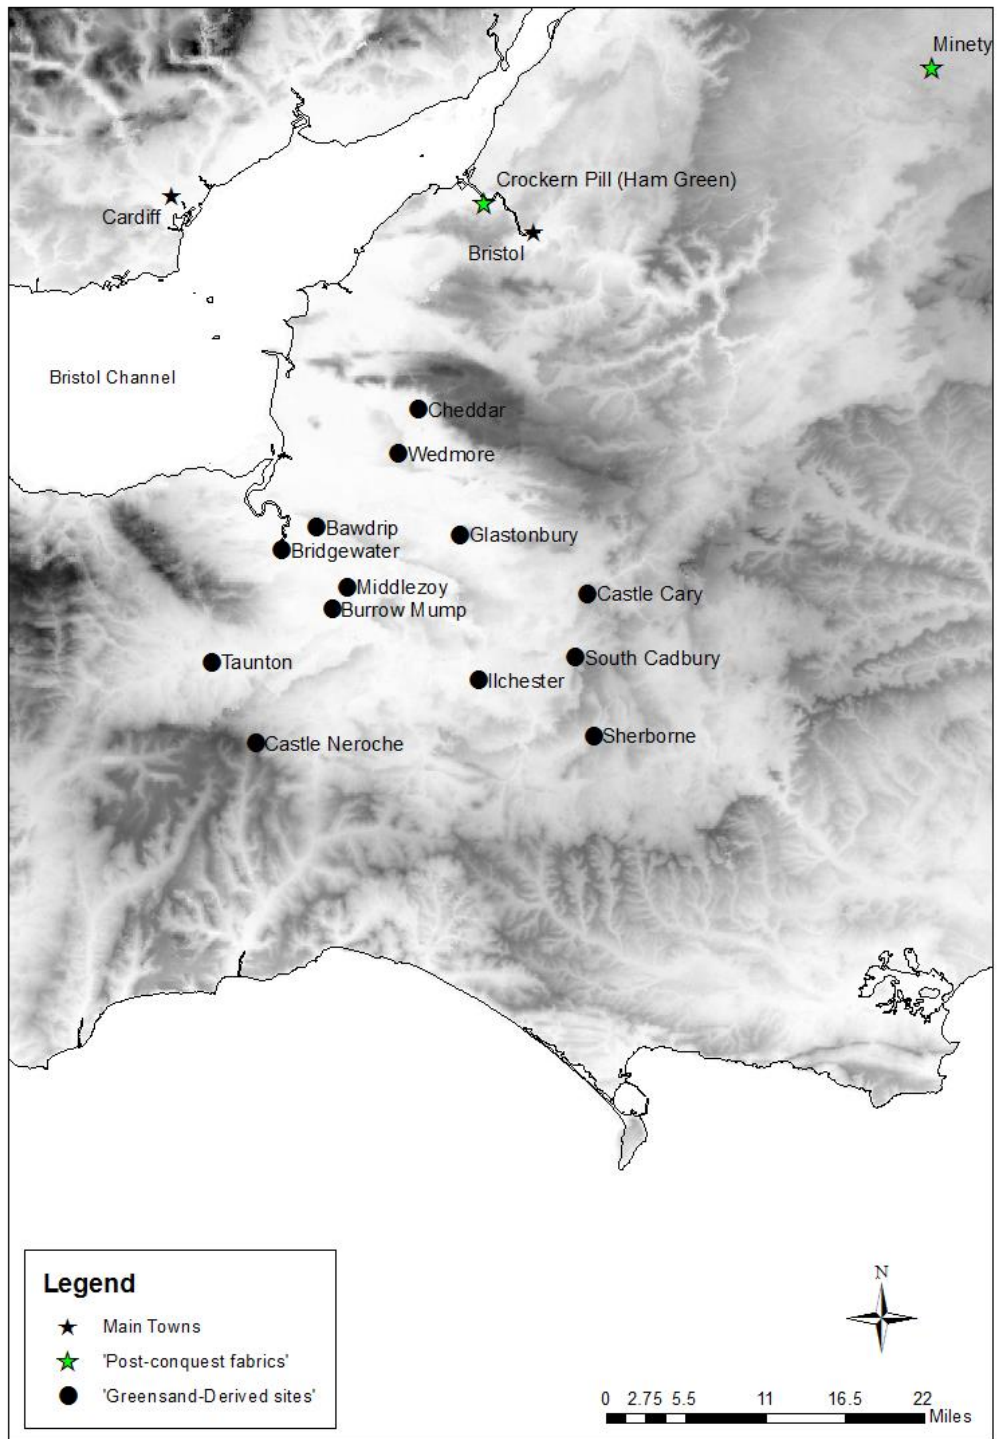 Minety
Crockern Pill (Ham Green)
Cardiff
Bristol
Bristol Channel
Cheddar
Wedmore
Bawdrip
Glastonbury
Bridgewater
Middlezoy
Castle Cary
Burrow Mump
South Cadbury
Taunton
Ilchester
Sherborne
Castle Neroche
Legend
Main Towns
'Post-conquest fabrics'
'Greensand-Derived sites'
N
0 2.75 5.5 11 16.5 22
Miles